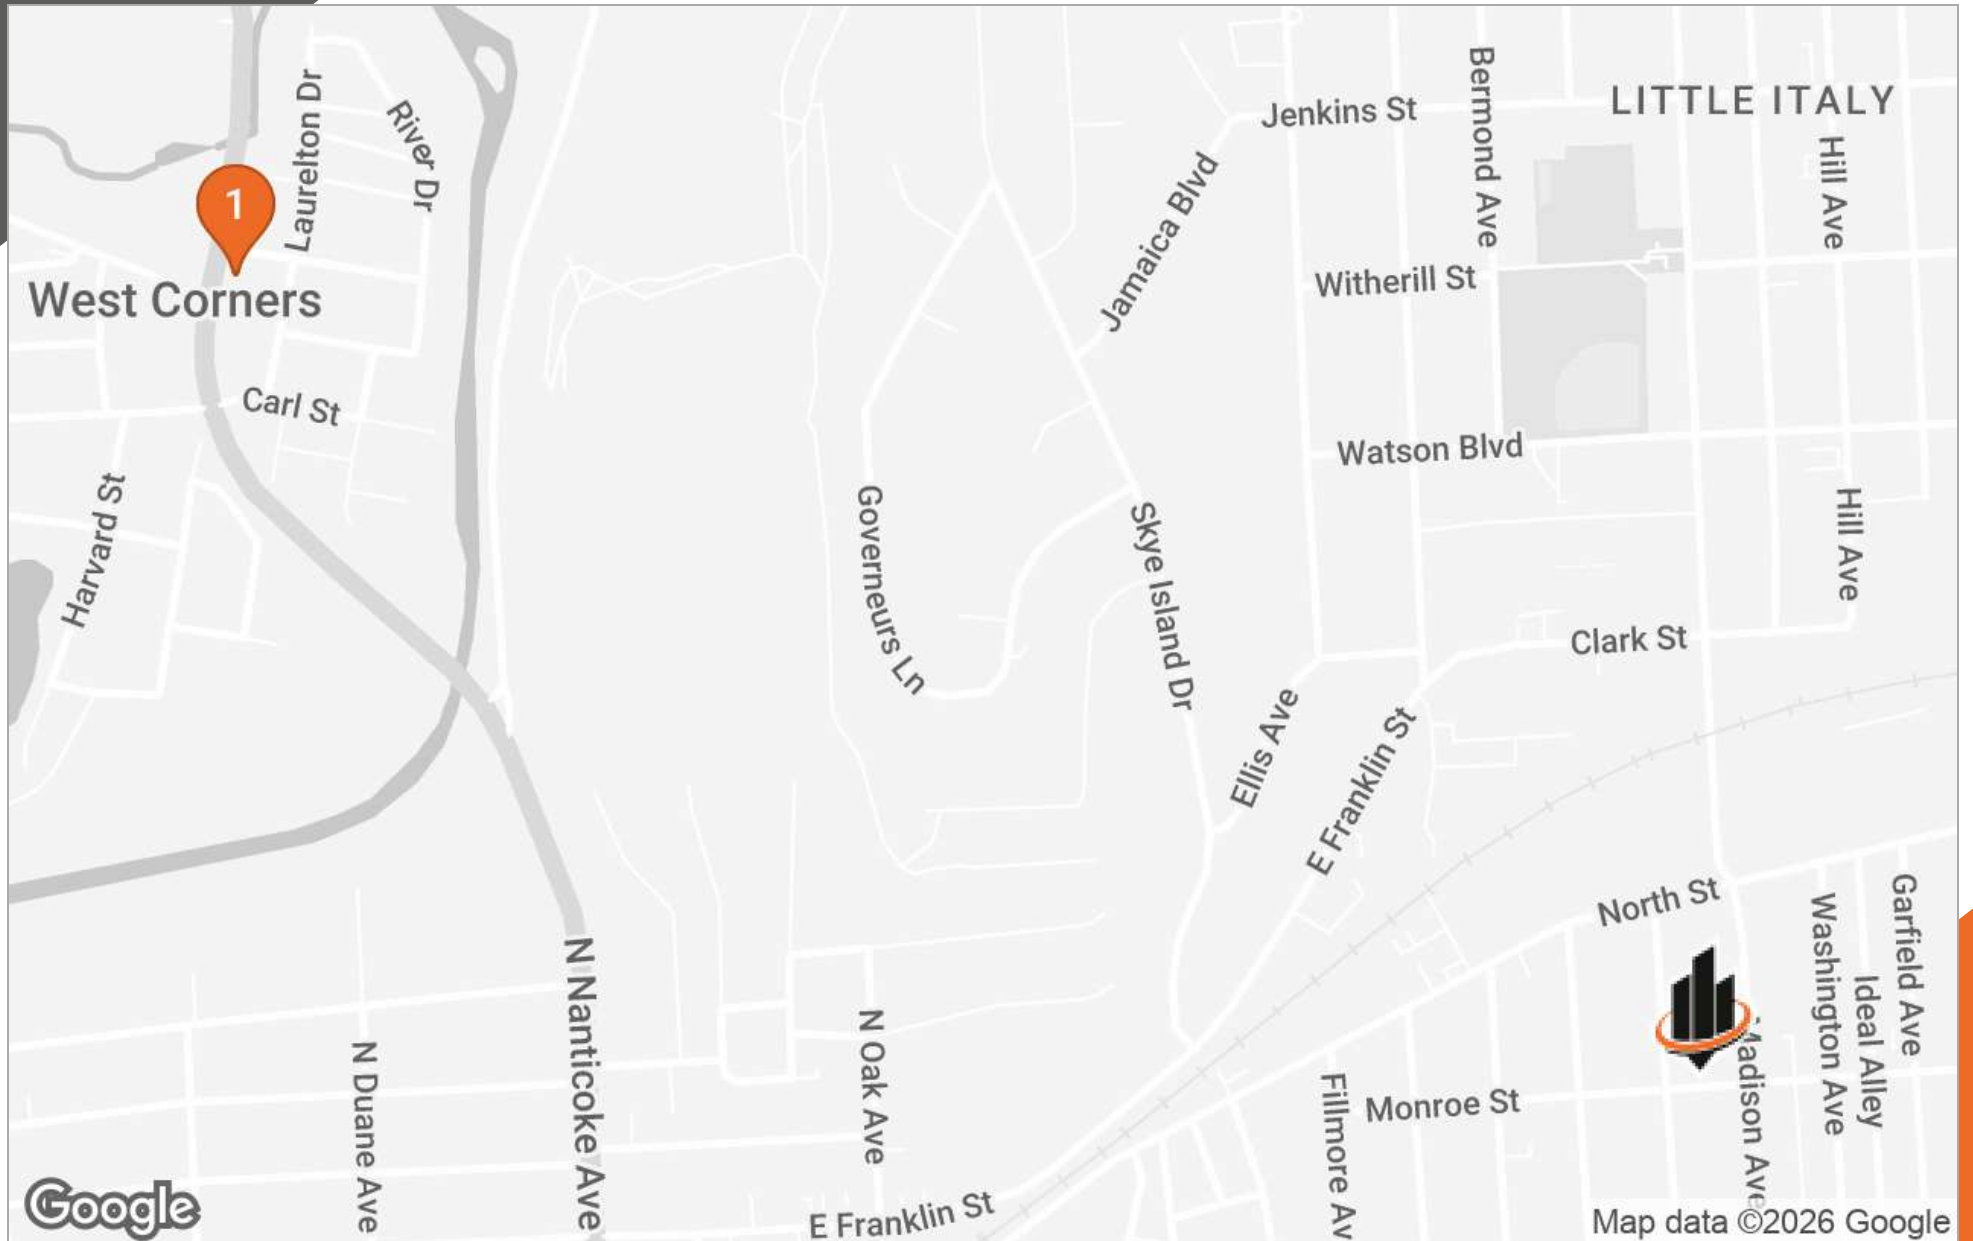 Laurelton Dr
River Dr
1
West Corners
Carl St
Harvard St
Jenkins St
Bermond Ave
LITTLE ITALY
Hill Ave
Jamaica Blvd
Witherill St
Watson Blvd
Governeurs Ln
Skye Island Dr
Hill Ave
Clark St
Ellis Ave
E Franklin St
North St
Garfield Ave
Washington Ave
Ideal Alley
Madison Ave
N Nanticoke Ave
N Duane Ave
N Oak Ave
Fillmore Av
Monroe St
E Franklin St
Google
Map data ©2026 Google